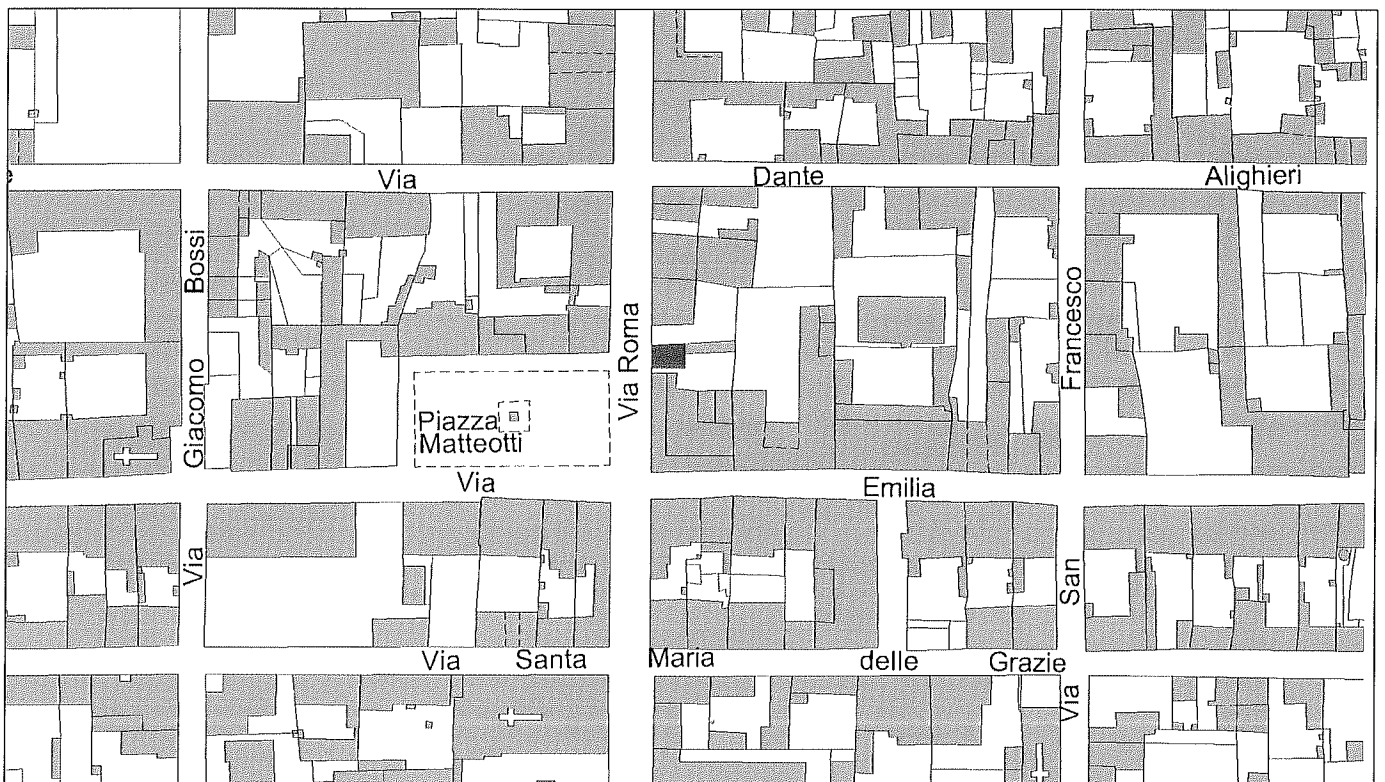 Via Dante Alighieri
Via Giacomo Bossi
Via Roma
Via San Francesco
Piazza
Matteotti
Via Emilia
Via Santa Maria delle Grazie